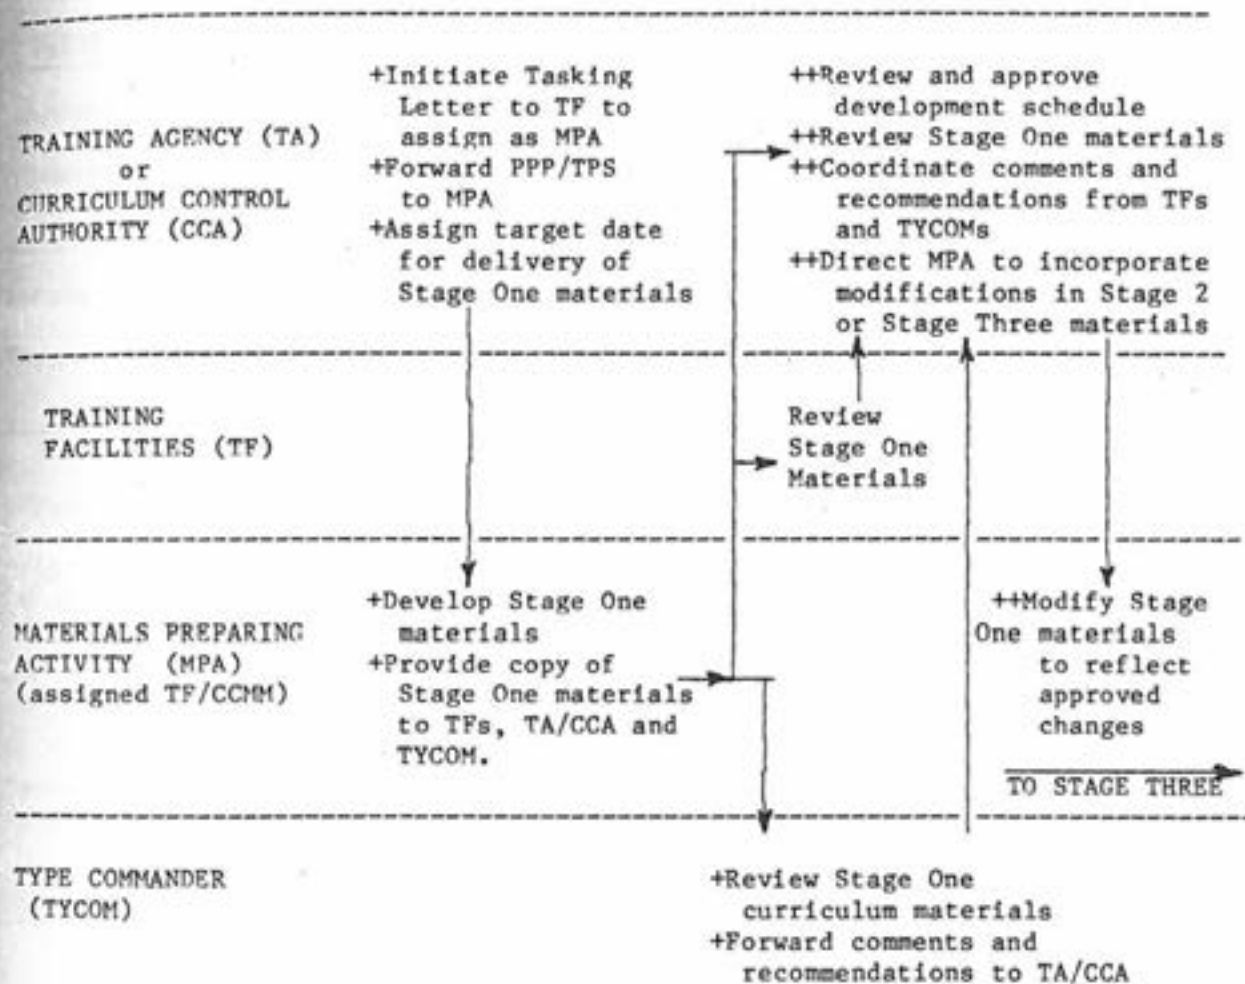 +Initiate Tasking
Letter to TF to
assign as MPA
+Forward PPP/TPS
to MPA
+Assign target date
for delivery of
Stage One materials
++Review and approve
development schedule
++Review Stage One materials
++Coordinate comments and
recommendations from TFs
and TYCOMs
++Direct MPA to incorporate
modifications in Stage 2
or Stage Three materials
TRAINING AGENCY (TA)
or
CURRICULUM CONTROL
AUTHORITY (CCA)
TRAINING
FACILITIES (TF)
Review
Stage One
Materials
MATERIALS PREPARING
ACTIVITY (MPA)
(assigned TF/CCMM)
+Develop Stage One
materials
+Provide copy of
Stage One materials
to TFs, TA/CCA and
TYCOM.
++Modify Stage
One materials
to reflect
approved
changes
TO STAGE THREE
TYPE COMMANDER
(TYCOM)
+Review Stage One
curriculum materials
+Forward comments and
recommendations to TA/CCA